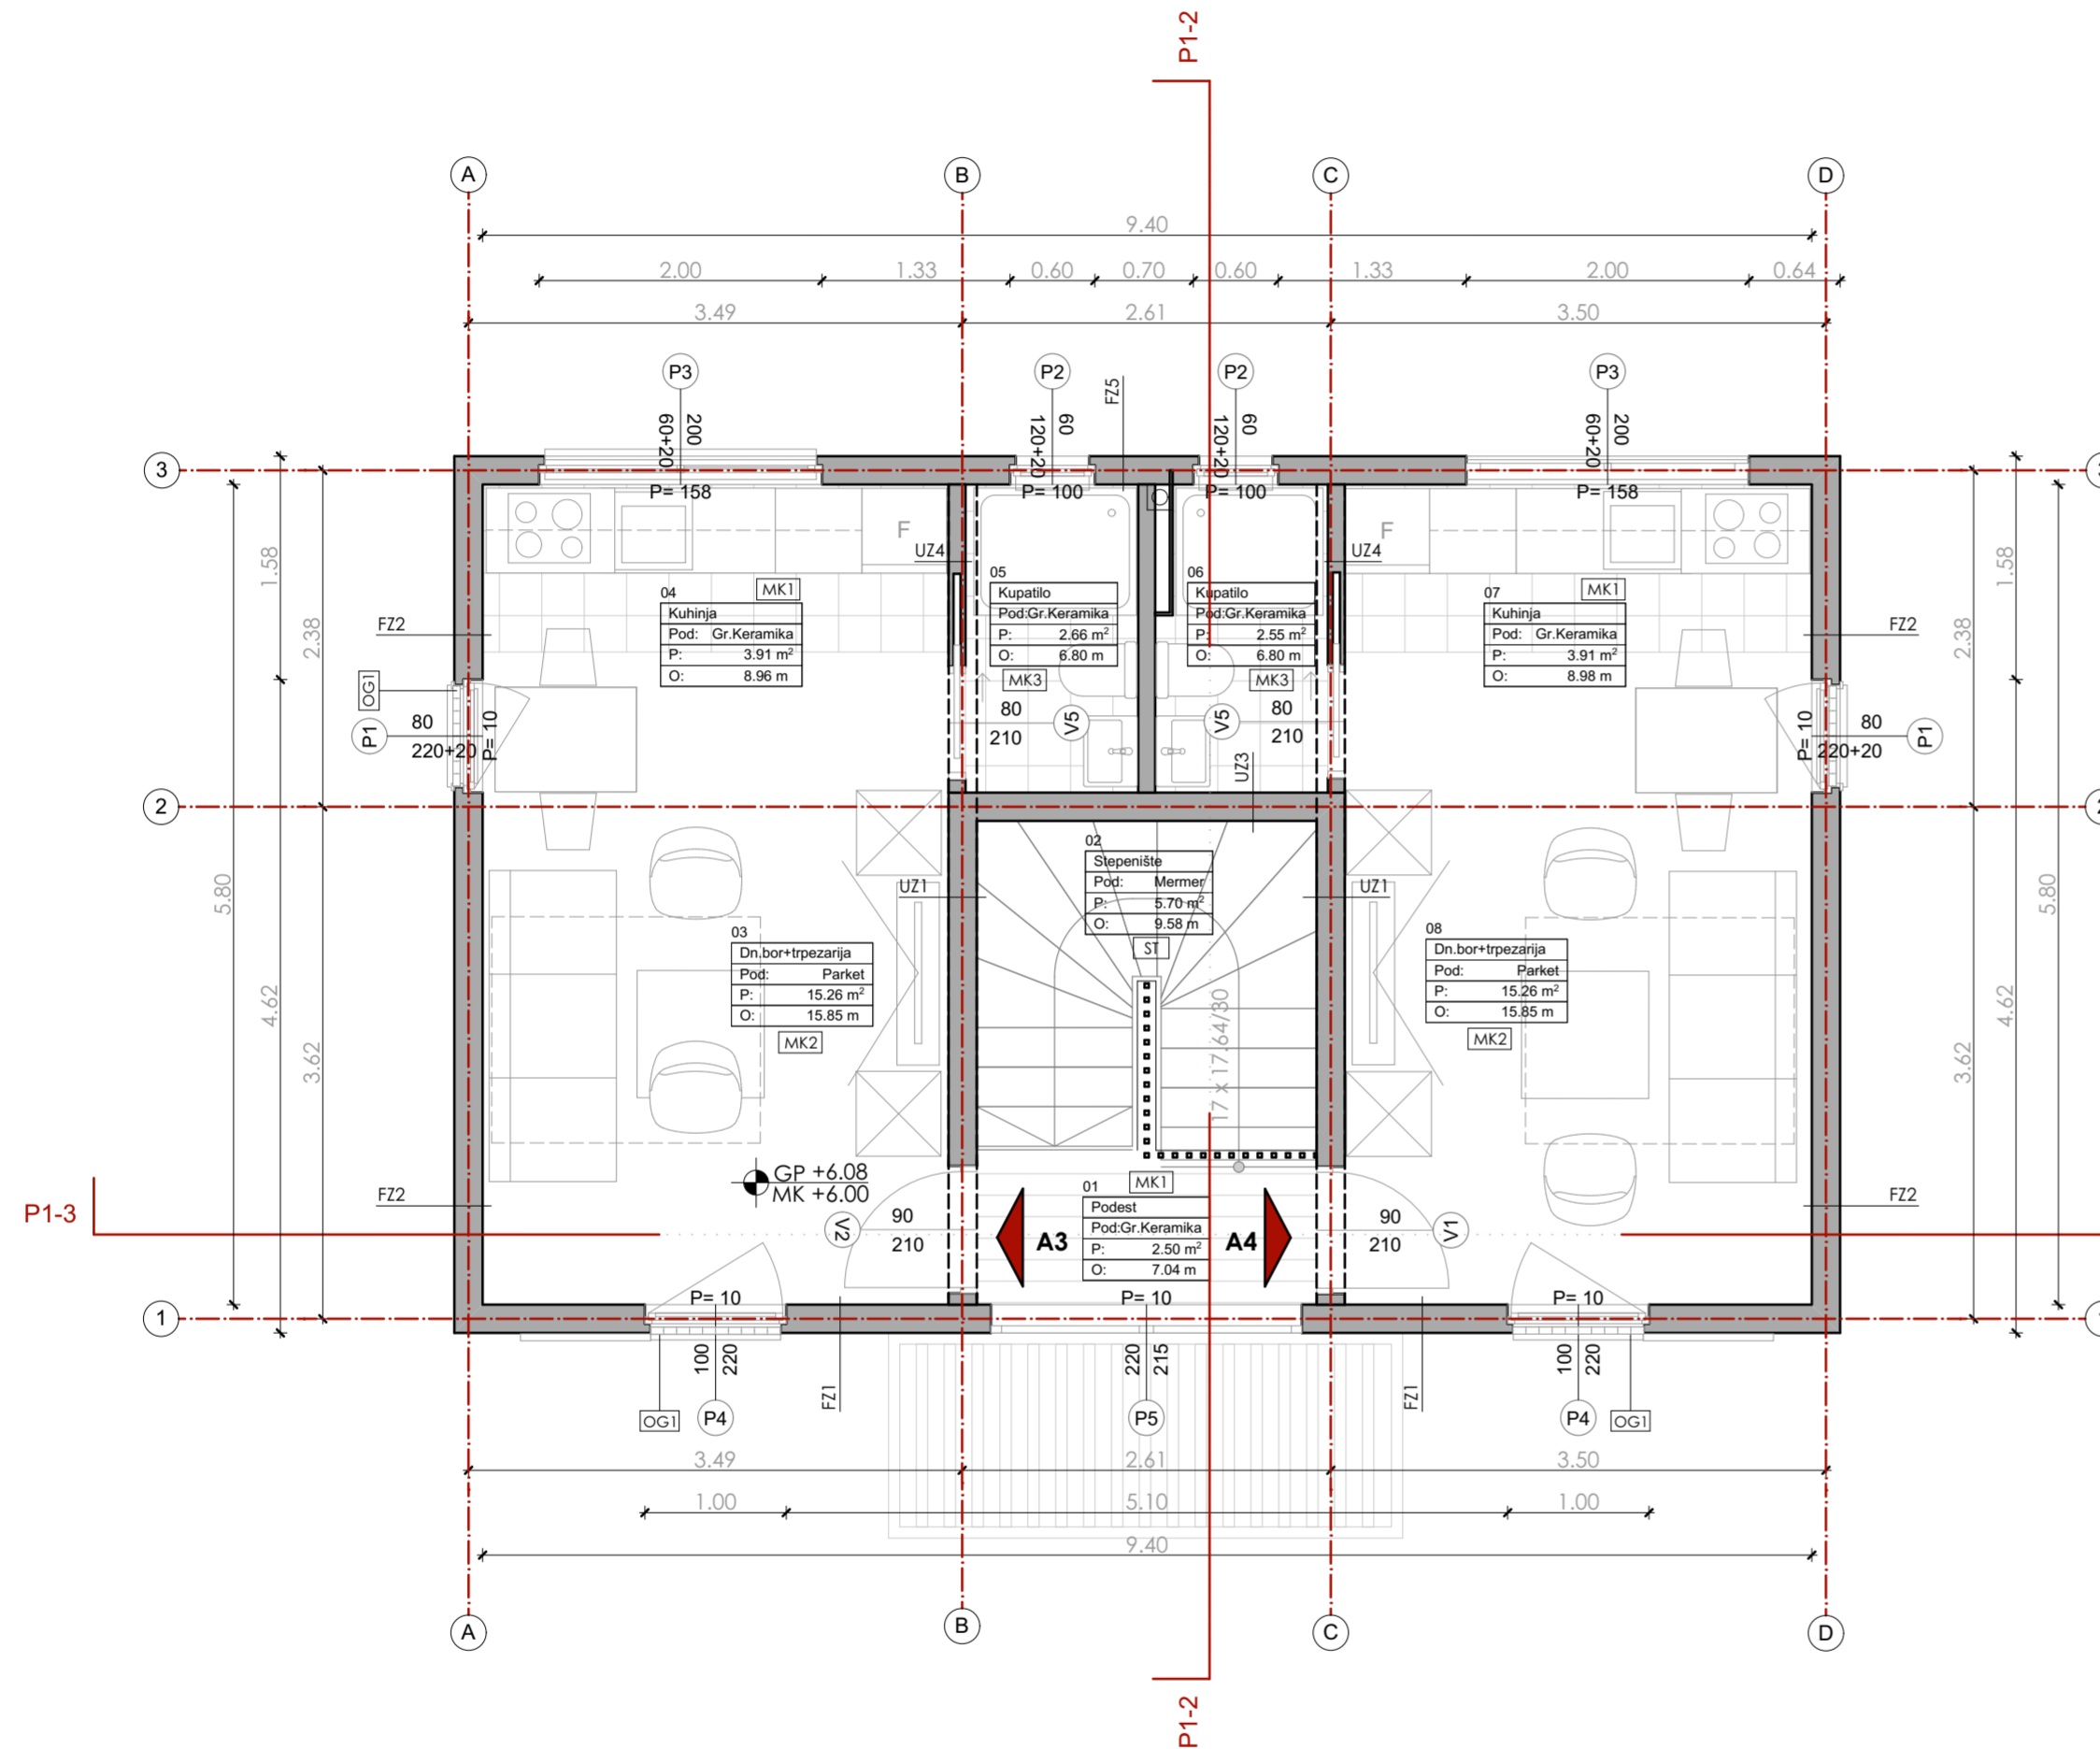 P1-2
A
B
C
D
9.40
2.00
1.33
0.60
0.70
0.60
1.33
2.00
0.64
3.49
2.61
3.50
P3
P2
P2
P3
FZ5
200
60+20
60
120+20
60
120+20
200
60+20
3
P= 158
P= 100
P= 100
P= 158
F
F
UZ4
UZ4
1.58
1.58
2.38
2.38
FZ2
FZ2
04
MK1
Kuhinja
Pod: Gr.Keramika
P: 3.91 m²
O: 8.96 m
05
Kupatilo
Pod:Gr.Keramika
P: 2.66 m²
O: 6.80 m
MK3
06
Kupatilo
Pod:Gr.Keramika
P: 2.55 m²
O: 6.80 m
MK3
07
MK1
Kuhinja
Pod: Gr.Keramika
P: 3.91 m²
O: 8.98 m
OG1
P1
80
220+20
P= 10
80
210
V5
V5
80
210
P= 10
80
220+20
P1
UZ3
2
5.80
5.80
4.62
4.62
3.62
3.62
UZ1
UZ1
02
Stepenište
Pod: Mermer
P: 5.70 m²
O: 9.58 m
ST
03
Dn.bor+trpezarija
Pod: Parket
P: 15.26 m²
O: 15.85 m
MK2
08
Dn.bor+trpezarija
Pod: Parket
P: 15.26 m²
O: 15.85 m
MK2
17 x 17.64/30
GP +6.08
MK +6.00
FZ2
FZ2
P1-3
V2
90
210
A3
MK1
01
Podest
Pod:Gr.Keramika
P: 2.50 m²
O: 7.04 m
A4
90
210
V1
1
P= 10
P= 10
P= 10
100
220
220
215
100
220
OG1
P4
FZ1
P5
FZ1
P4
OG1
3.49
2.61
3.50
1.00
5.10
1.00
9.40
A
B
C
D
P1-2